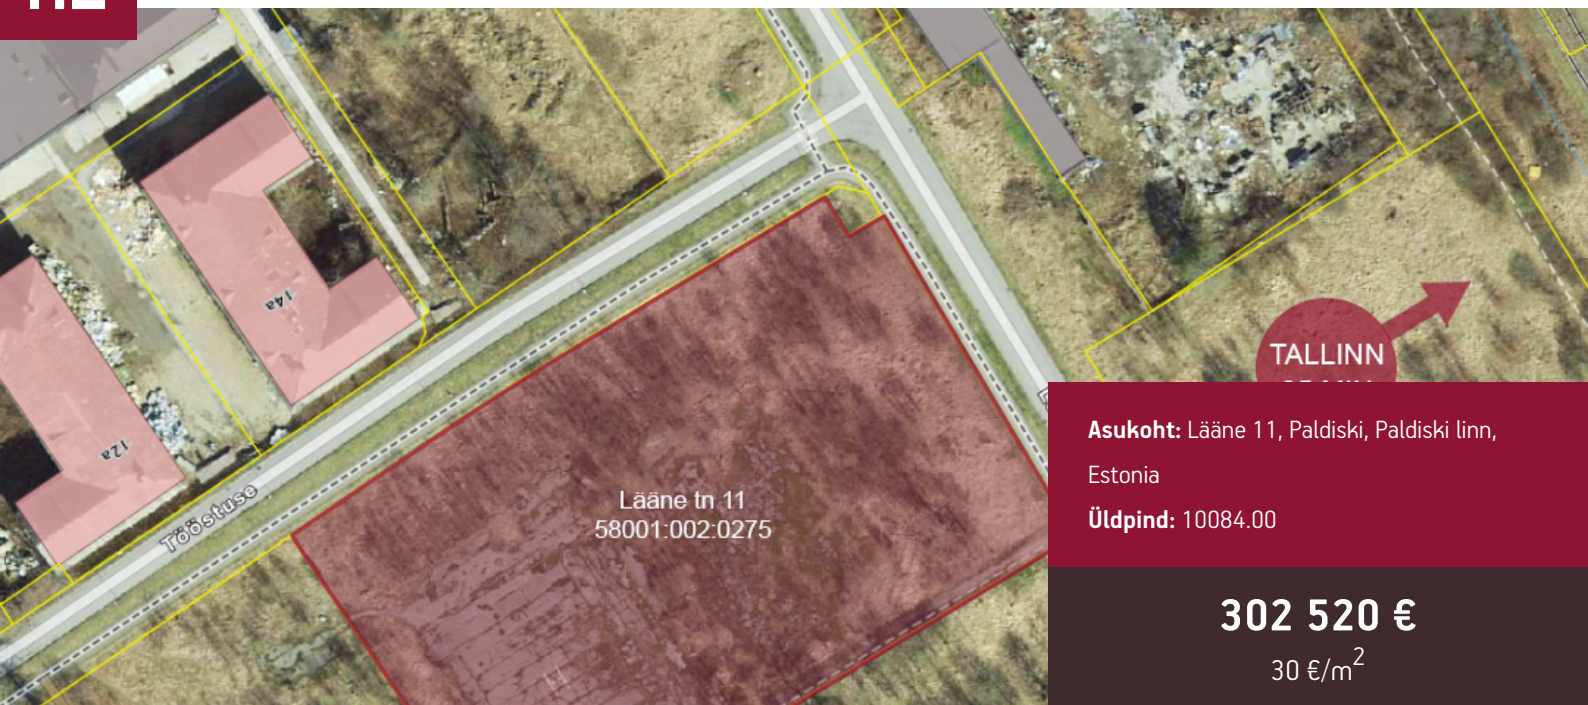 14a
TALLINN
Asukoht: Lääne 11, Paldiski, Paldiski linn,
Estonia
Üldpind: 10084.00
12a
Lääne tn 11
58001:002:0275
Tööstuse
302 520 €
30 €/m²